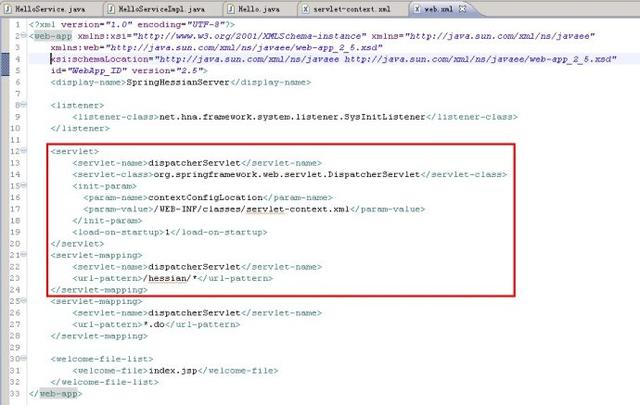 HelloService.java HelloServiceImpl.java Hello.java servlet-context.xml web.xml
1 <?xml version="1.0" encoding="UTF-8"?>
2 <web-app xmlns:xsi="http://www.w3.org/2001/XMLSchema-instance" xmlns="http://java.sun.com/xml/ns/javaee"
3 xmlns:web="http://java.sun.com/xml/ns/javaee/web-app_2_5.xsd"
4 xsi:schemaLocation="http://java.sun.com/xml/ns/javaee http://java.sun.com/xml/ns/javaee/web-app_2_5.xsd"
5 id="WebApp_ID" version="2.5">
6 <display-name>SpringHessianServer</display-name>
7
8 <listener>
9 <listener-class>net.hna.framework.system.listener.SysInitListener</listener-class>
10 </listener>
11
12 <servlet>
13 <servlet-name>dispatcherServlet</servlet-name>
14 <servlet-class>org.springframework.web.servlet.DispatcherServlet</servlet-class>
15 <init-param>
16 <param-name>contextConfigLocation</param-name>
17 <param-value>/WEB-INF/classes/servlet-context.xml</param-value>
18 </init-param>
19 <load-on-startup>1</load-on-startup>
20 </servlet>
21 <servlet-mapping>
22 <servlet-name>dispatcherServlet</servlet-name>
23 <url-pattern>/hessian/*</url-pattern>
24 </servlet-mapping>
25 <servlet-mapping>
26 <servlet-name>dispatcherServlet</servlet-name>
27 <url-pattern>*.do</url-pattern>
28 </servlet-mapping>
29
30 <welcome-file-list>
31 <welcome-file>index.jsp</welcome-file>
32 </welcome-file-list>
33 </web-app>